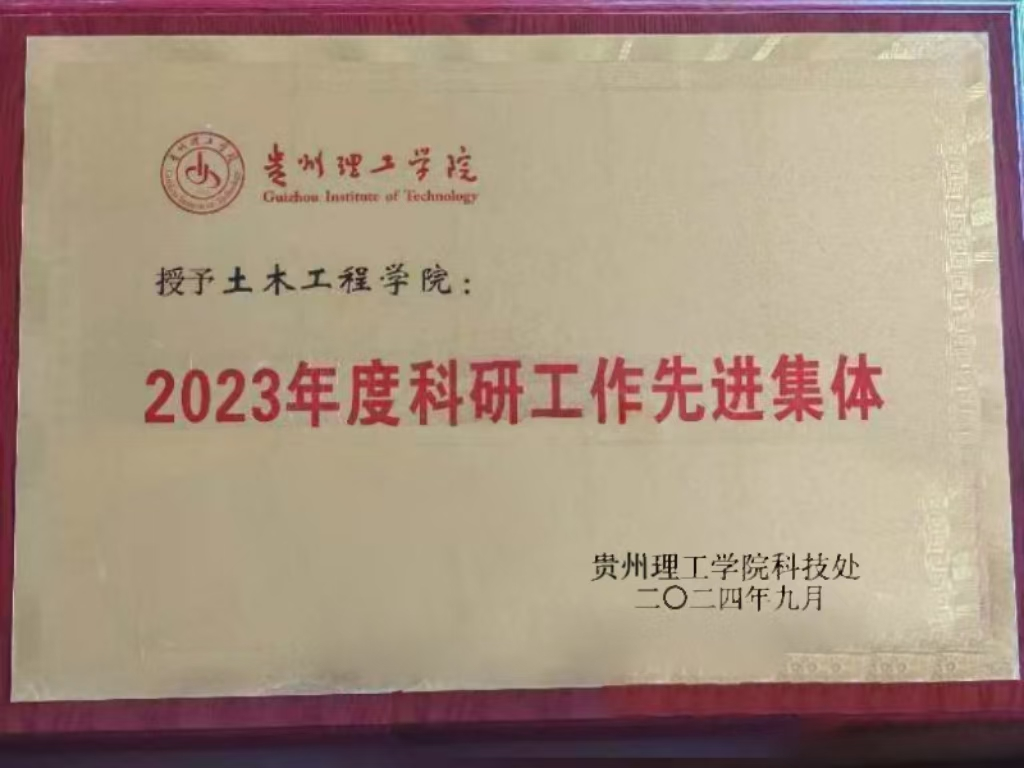 贵州理工学院
Guizhou Institute of Technology
授予土木工程学院：
2023年度科研工作先进集体
贵州理工学院科技处
二〇二四年九月